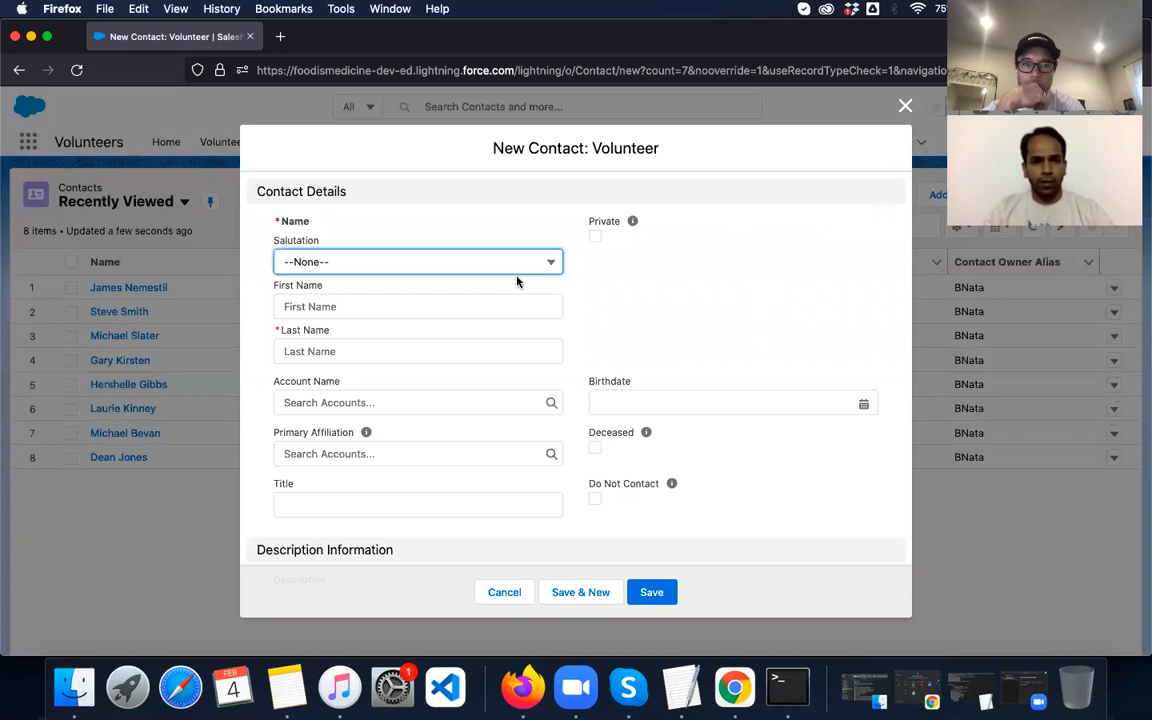 Firefox File Edit View History Bookmarks Tools Window Help 75
New Contact: Volunteer | Sales
https://foodismedicine-dev-ed.lightning.force.com/lightning/o/Contact/new?count=7&nooverride=1&useRecordTypeCheck=1&navigatio
All Search Contacts and more...
Volunteers Home Voluntee
New Contact: Volunteer
Contacts
Recently Viewed
Add
8 items • Updated a few seconds ago
Name
Contact Owner Alias
1 James Nemestil BNata
2 Steve Smith BNata
3 Michael Slater BNata
4 Gary Kirsten BNata
5 Hershelle Gibbs BNata
6 Laurie Kinney BNata
7 Michael Bevan BNata
8 Dean Jones BNata
Contact Details
* Name
Private
Salutation
--None--
First Name
First Name
* Last Name
Last Name
Account Name
Birthdate
Search Accounts...
Primary Affiliation
Deceased
Search Accounts...
Title
Do Not Contact
Description Information
Description
Cancel Save & New Save
FEB
4
1
>_